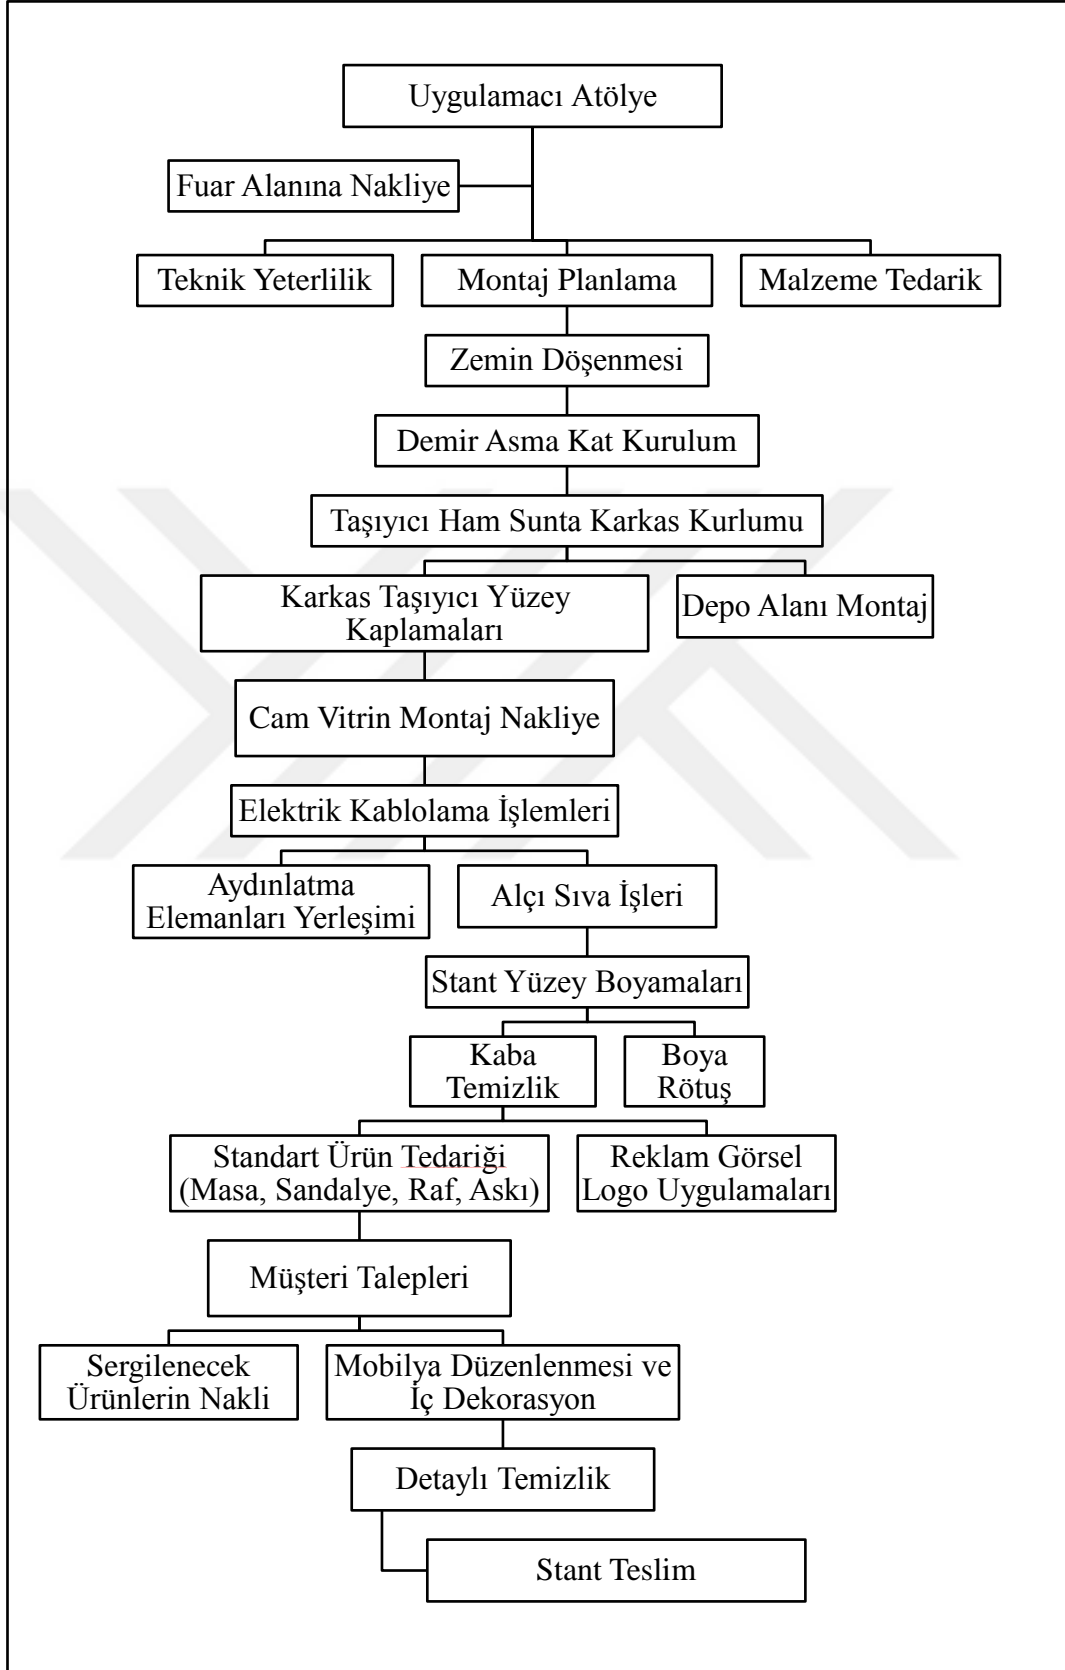 Uygulamacı Atölye
Fuar Alanına Nakliye
Teknik Yeterlilik
Montaj Planlama
Malzeme Tedarik
Zemin Döşenmesi
Demir Asma Kat Kurulum
Taşıyıcı Ham Sunta Karkas Kurlumu
Karkas Taşıyıcı Yüzey
Kaplamaları
Depo Alanı Montaj
Cam Vitrin Montaj Nakliye
Elektrik Kablolama İşlemleri
Aydınlatma
Elemanları Yerleşimi
Alçı Sıva İşleri
Stant Yüzey Boyamaları
Kaba
Temizlik
Boya
Rötuş
Standart Ürün Tedariği
(Masa, Sandalye, Raf, Askı)
Reklam Görsel
Logo Uygulamaları
Müşteri Talepleri
Sergilenecek
Ürünlerin Nakli
Mobilya Düzenlenmesi ve
İç Dekorasyon
Detaylı Temizlik
Stant Teslim